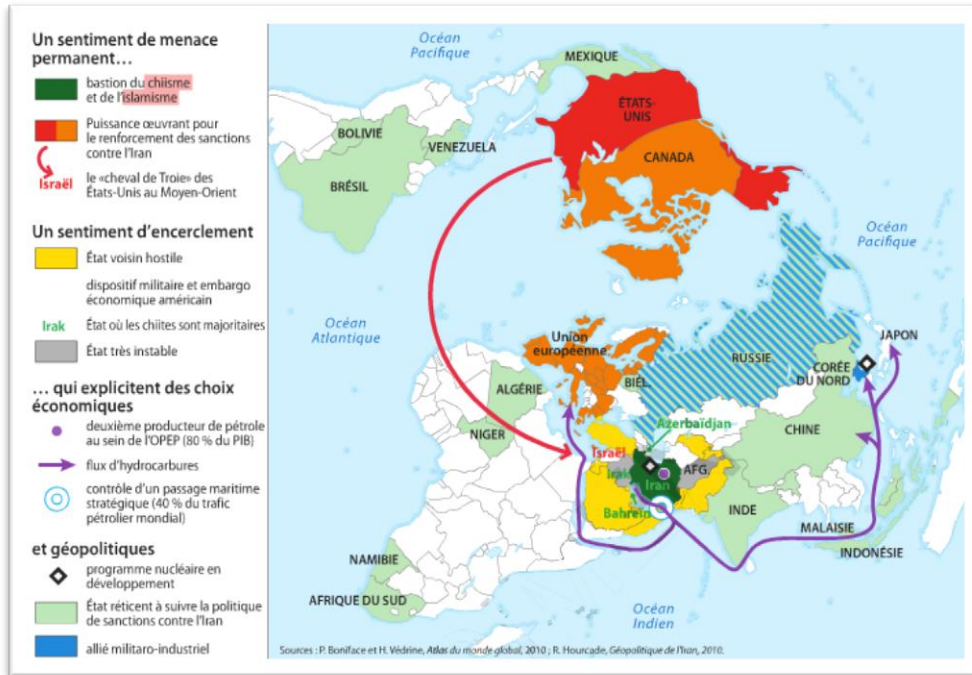 Un sentiment de menace
permanent…
bastion du chiisme
et de l'islamisme
Puissance œuvrant pour
le renforcement des sanctions
contre l'Iran
Israël
le «cheval de Troie» des
États-Unis au Moyen-Orient
Un sentiment d'encerclement
État voisin hostile
dispositif militaire et embargo
économique américain
Irak
État où les chiites sont majoritaires
État très instable
… qui explicitent des choix
économiques
deuxième producteur de pétrole
au sein de l'OPEP (80 % du PIB)
flux d'hydrocarbures
contrôle d'un passage maritime
stratégique (40 % du trafic
pétrolier mondial)
et géopolitiques
programme nucléaire en
développement
État réticent à suivre la politique
de sanctions contre l'Iran
allié militaro-industriel
Océan
Pacifique
MEXIQUE
ÉTATS-
UNIS
BOLIVIE
VENEZUELA
BRÉSIL
CANADA
Océan
Pacifique
Océan
Atlantique
Union
européenne
RUSSIE
JAPON
CORÉE
DU NORD
BIÉL.
ALGÉRIE
NIGER
Azerbaïdjan
CHINE
Israël
Irak
Iran
AFG.
Bahreïn
INDE
MALAISIE
INDONÉSIE
NAMIBIE
AFRIQUE DU SUD
Océan
Indien
Sources : P. Boniface et H. Védrine, Atlas du monde global, 2010 ; R. Hourcade, Géopolitique de l'Iran, 2010.